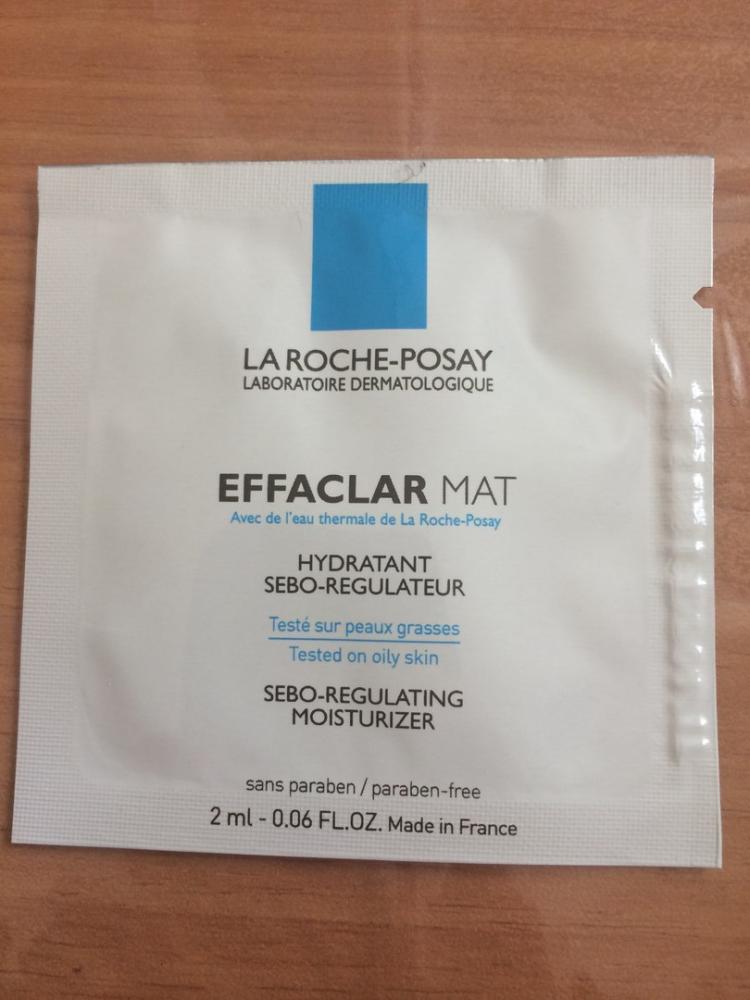 LA ROCHE-POSAY
LABORATOIRE DERMATOLOGIQUE
EFFACLAR MAT
Avec de l'eau thermale de La Roche-Posay
HYDRATANT
SEBO-REGULATEUR
Testé sur peaux grasses
Tested on oily skin
SEBO-REGULATING
MOISTURIZER
sans paraben / paraben-free
2 ml - 0.06 FL.OZ. Made in France